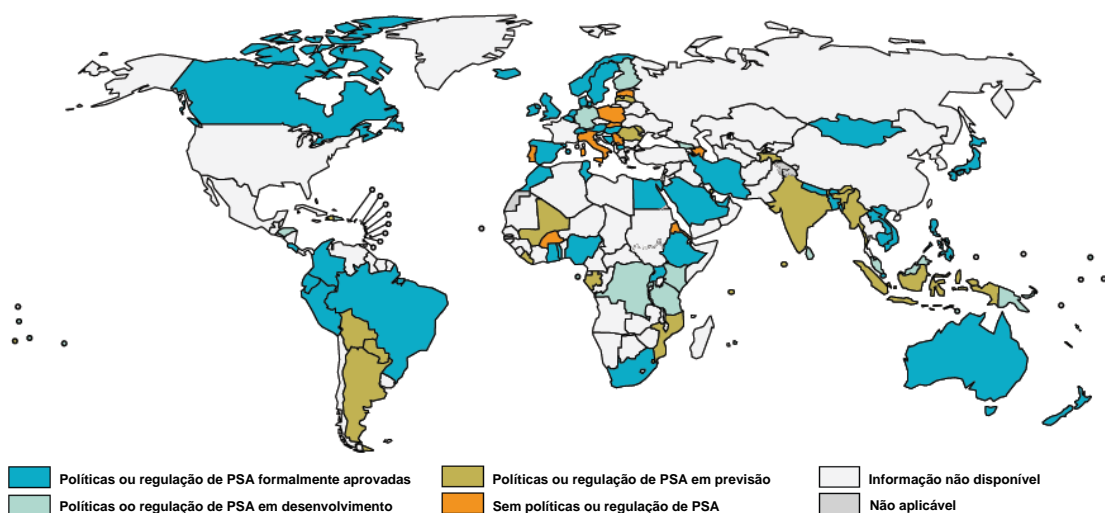 Políticas ou regulação de PSA formalmente aprovadas
Políticas oo regulação de PSA em desenvolvimento
Políticas ou regulação de PSA em previsão
Sem políticas ou regulação de PSA
Informação não disponível
Não aplicável